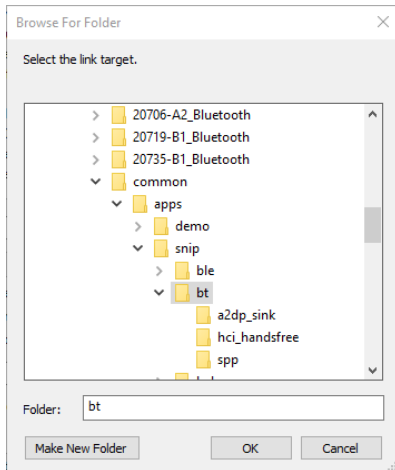 Browse For Folder
Select the link target.
20706-A2_Bluetooth
20719-B1_Bluetooth
20735-B1_Bluetooth
common
apps
demo
snip
ble
bt
a2dp_sink
hci_handsfree
spp
Folder: bt
Make New Folder OK Cancel